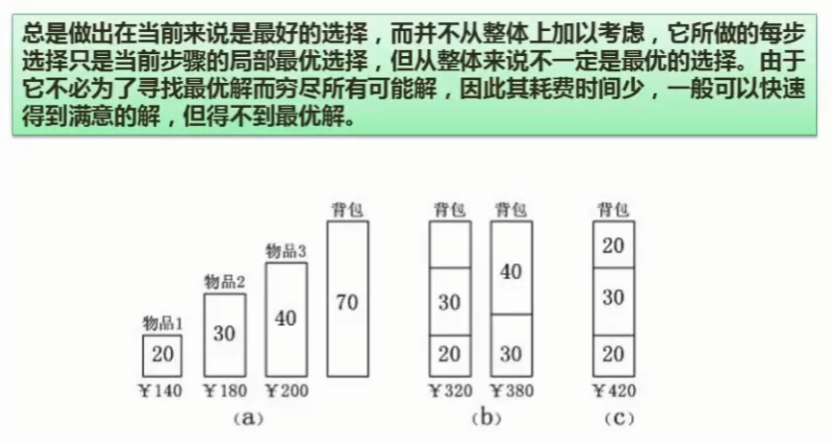 总是做出在当前来说是最好的选择，而并不从整体上加以考虑，它所做的每步
选择只是当前步骤的局部最优选择，但从整体来说不一定是最优的选择。由于
它不必为了寻找最优解而穷尽所有可能解，因此其耗费时间少，一般可以快速
得到满意的解，但得不到最优解。
物品1
20
￥140
物品2
30
￥180
物品3
40
￥200
背包
70
(a)
背包
30
20
￥320
背包
40
30
￥380
(b)
背包
20
30
20
￥420
(c)